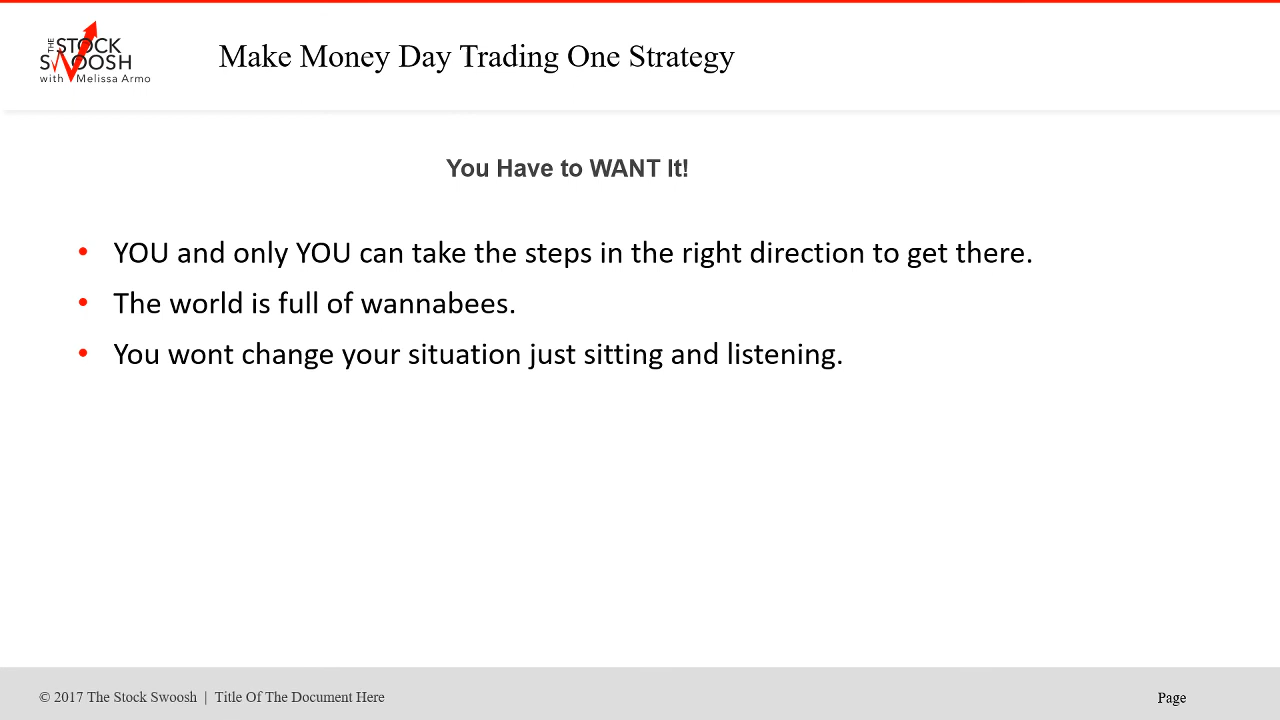 THE STOCK
SWOOSH
with Melissa Armo
Make Money Day Trading One Strategy
You Have to WANT It!
• YOU and only YOU can take the steps in the right direction to get there.
• The world is full of wannabees.
• You wont change your situation just sitting and listening.
© 2017 The Stock Swoosh | Title Of The Document Here
Page